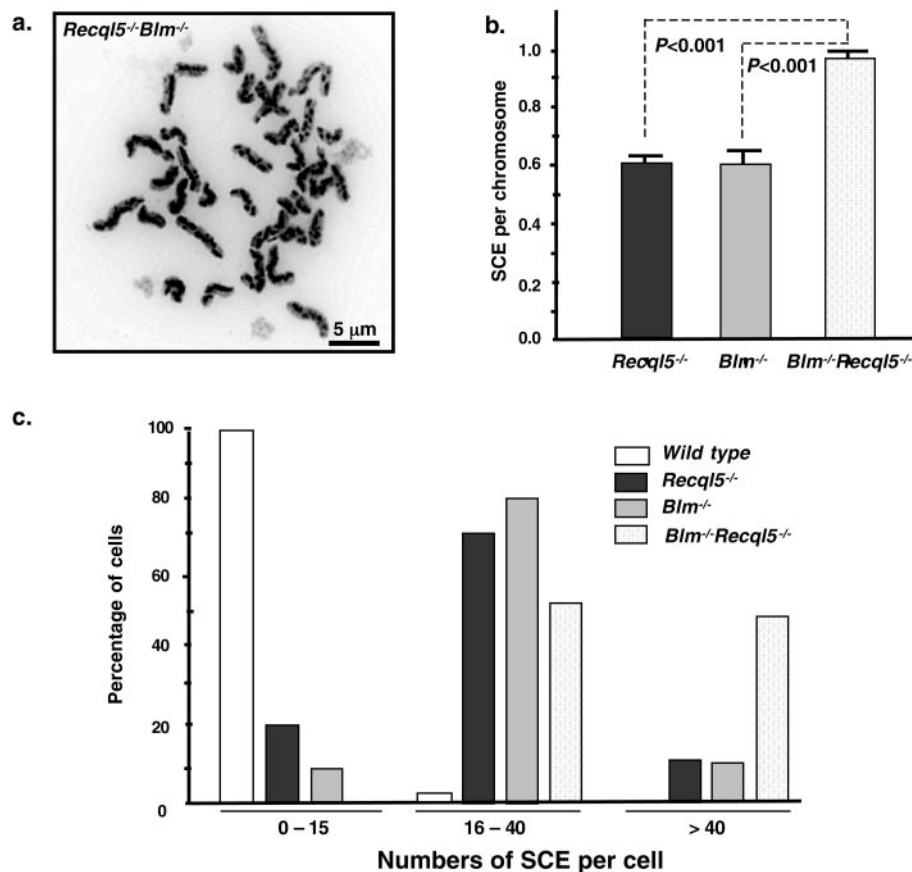 a.
Recql5-/-Blm-/-
5 μm
b.
P<0.001
P<0.001
SCE per chromosome
1.0
0.8
0.6
0.4
0.6
0.0
Recql5-/-
Blm-/-
Blm-/-Recql5-/-
c.
Percentage of cells
100
80
60
40
20
0
Wild type
Recql5-/-
Blm-/-
Blm-/-Recql5-/-
0 – 15
16 – 40
> 40
Numbers of SCE per cell